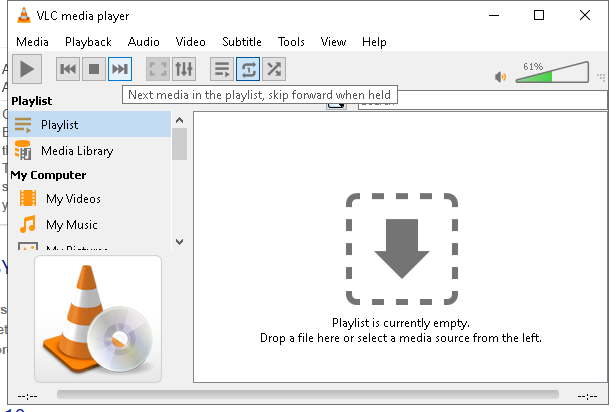 VLC media player
Media Playback Audio Video Subtitle Tools View Help
61%
Next media in the playlist, skip forward when held
Playlist
Playlist
Media Library
My Computer
My Videos
My Music
Playlist is currently empty.
Drop a file here or select a media source from the left.
--:-- --:--